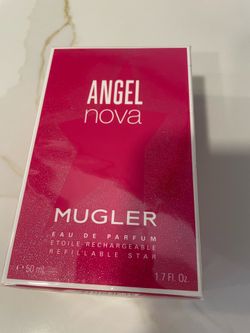 ANGEL
nova
MUGLER
EAU DE PARFUM
ETOILE RECHARGEABLE
REFILLABLE STAR
e 50 ml 1.7 Fl. Oz.